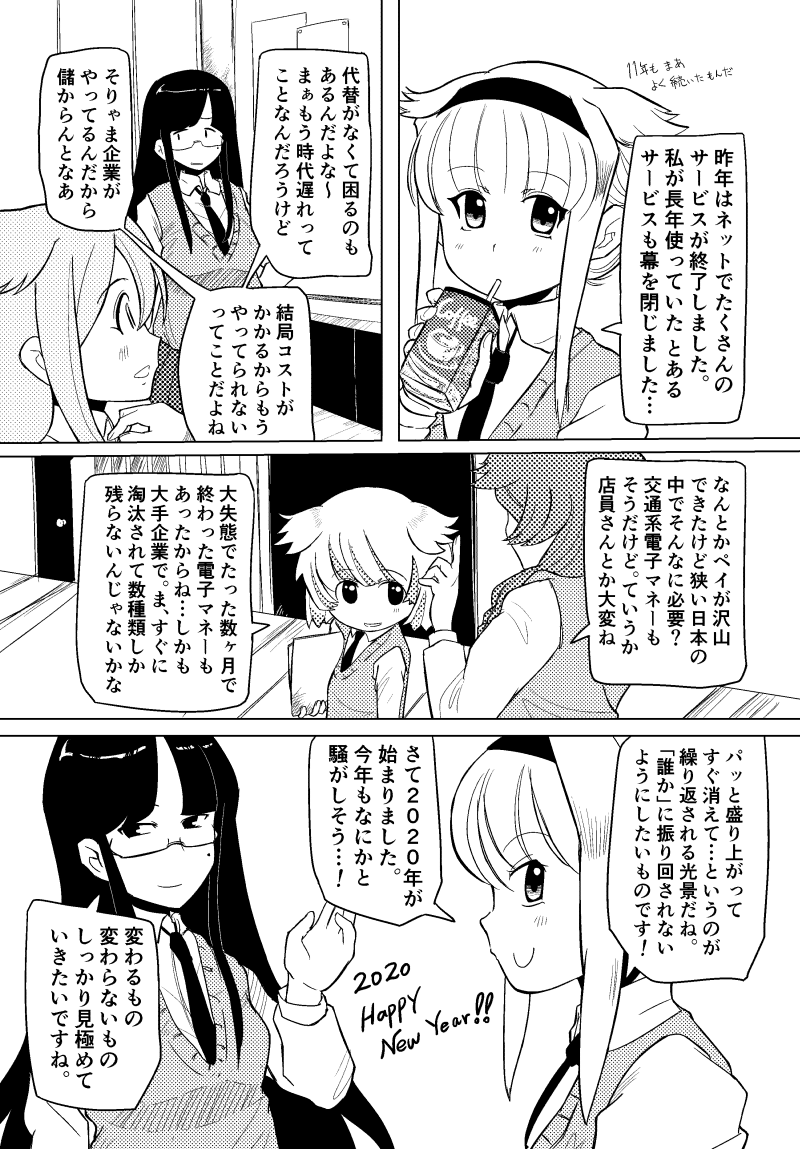 11年も まあ
よく続いたもんだ
昨年はネットでたくさんの
サービスが終了しました。
私が長年使っていた とある
サービスも幕を閉じました…
代替がなくて困るのも
あるんだよな〜
まぁもう時代遅れって
ことなんだろうけど
そりゃま企業が
やってるんだから
儲からんとなあ
結局コストが
かかるからもう
やってられない
ってことだよね
なんとかペイが沢山
できたけど狭い日本の
中でそんなに必要？
交通系電子マネーも
そうだけど。ていうか
店員さんとか大変ね
大失態でたった数ヶ月で
終わった電子マネーも
あったからね…しかも
大手企業で。ま、すぐに
淘汰されて数種類しか
残らないんじゃないかな
パッと盛り上がって
すぐ消えて…というのが
繰り返される光景だね。
「誰か」に振り回されない
ようにしたいものです！
さて２０２０年が
始まりました。
今年もなにかと
騒がしそう…！
変わるもの
変わらないもの
しっかり見極めて
いきたいですね。
2020
Happy
New Year!!